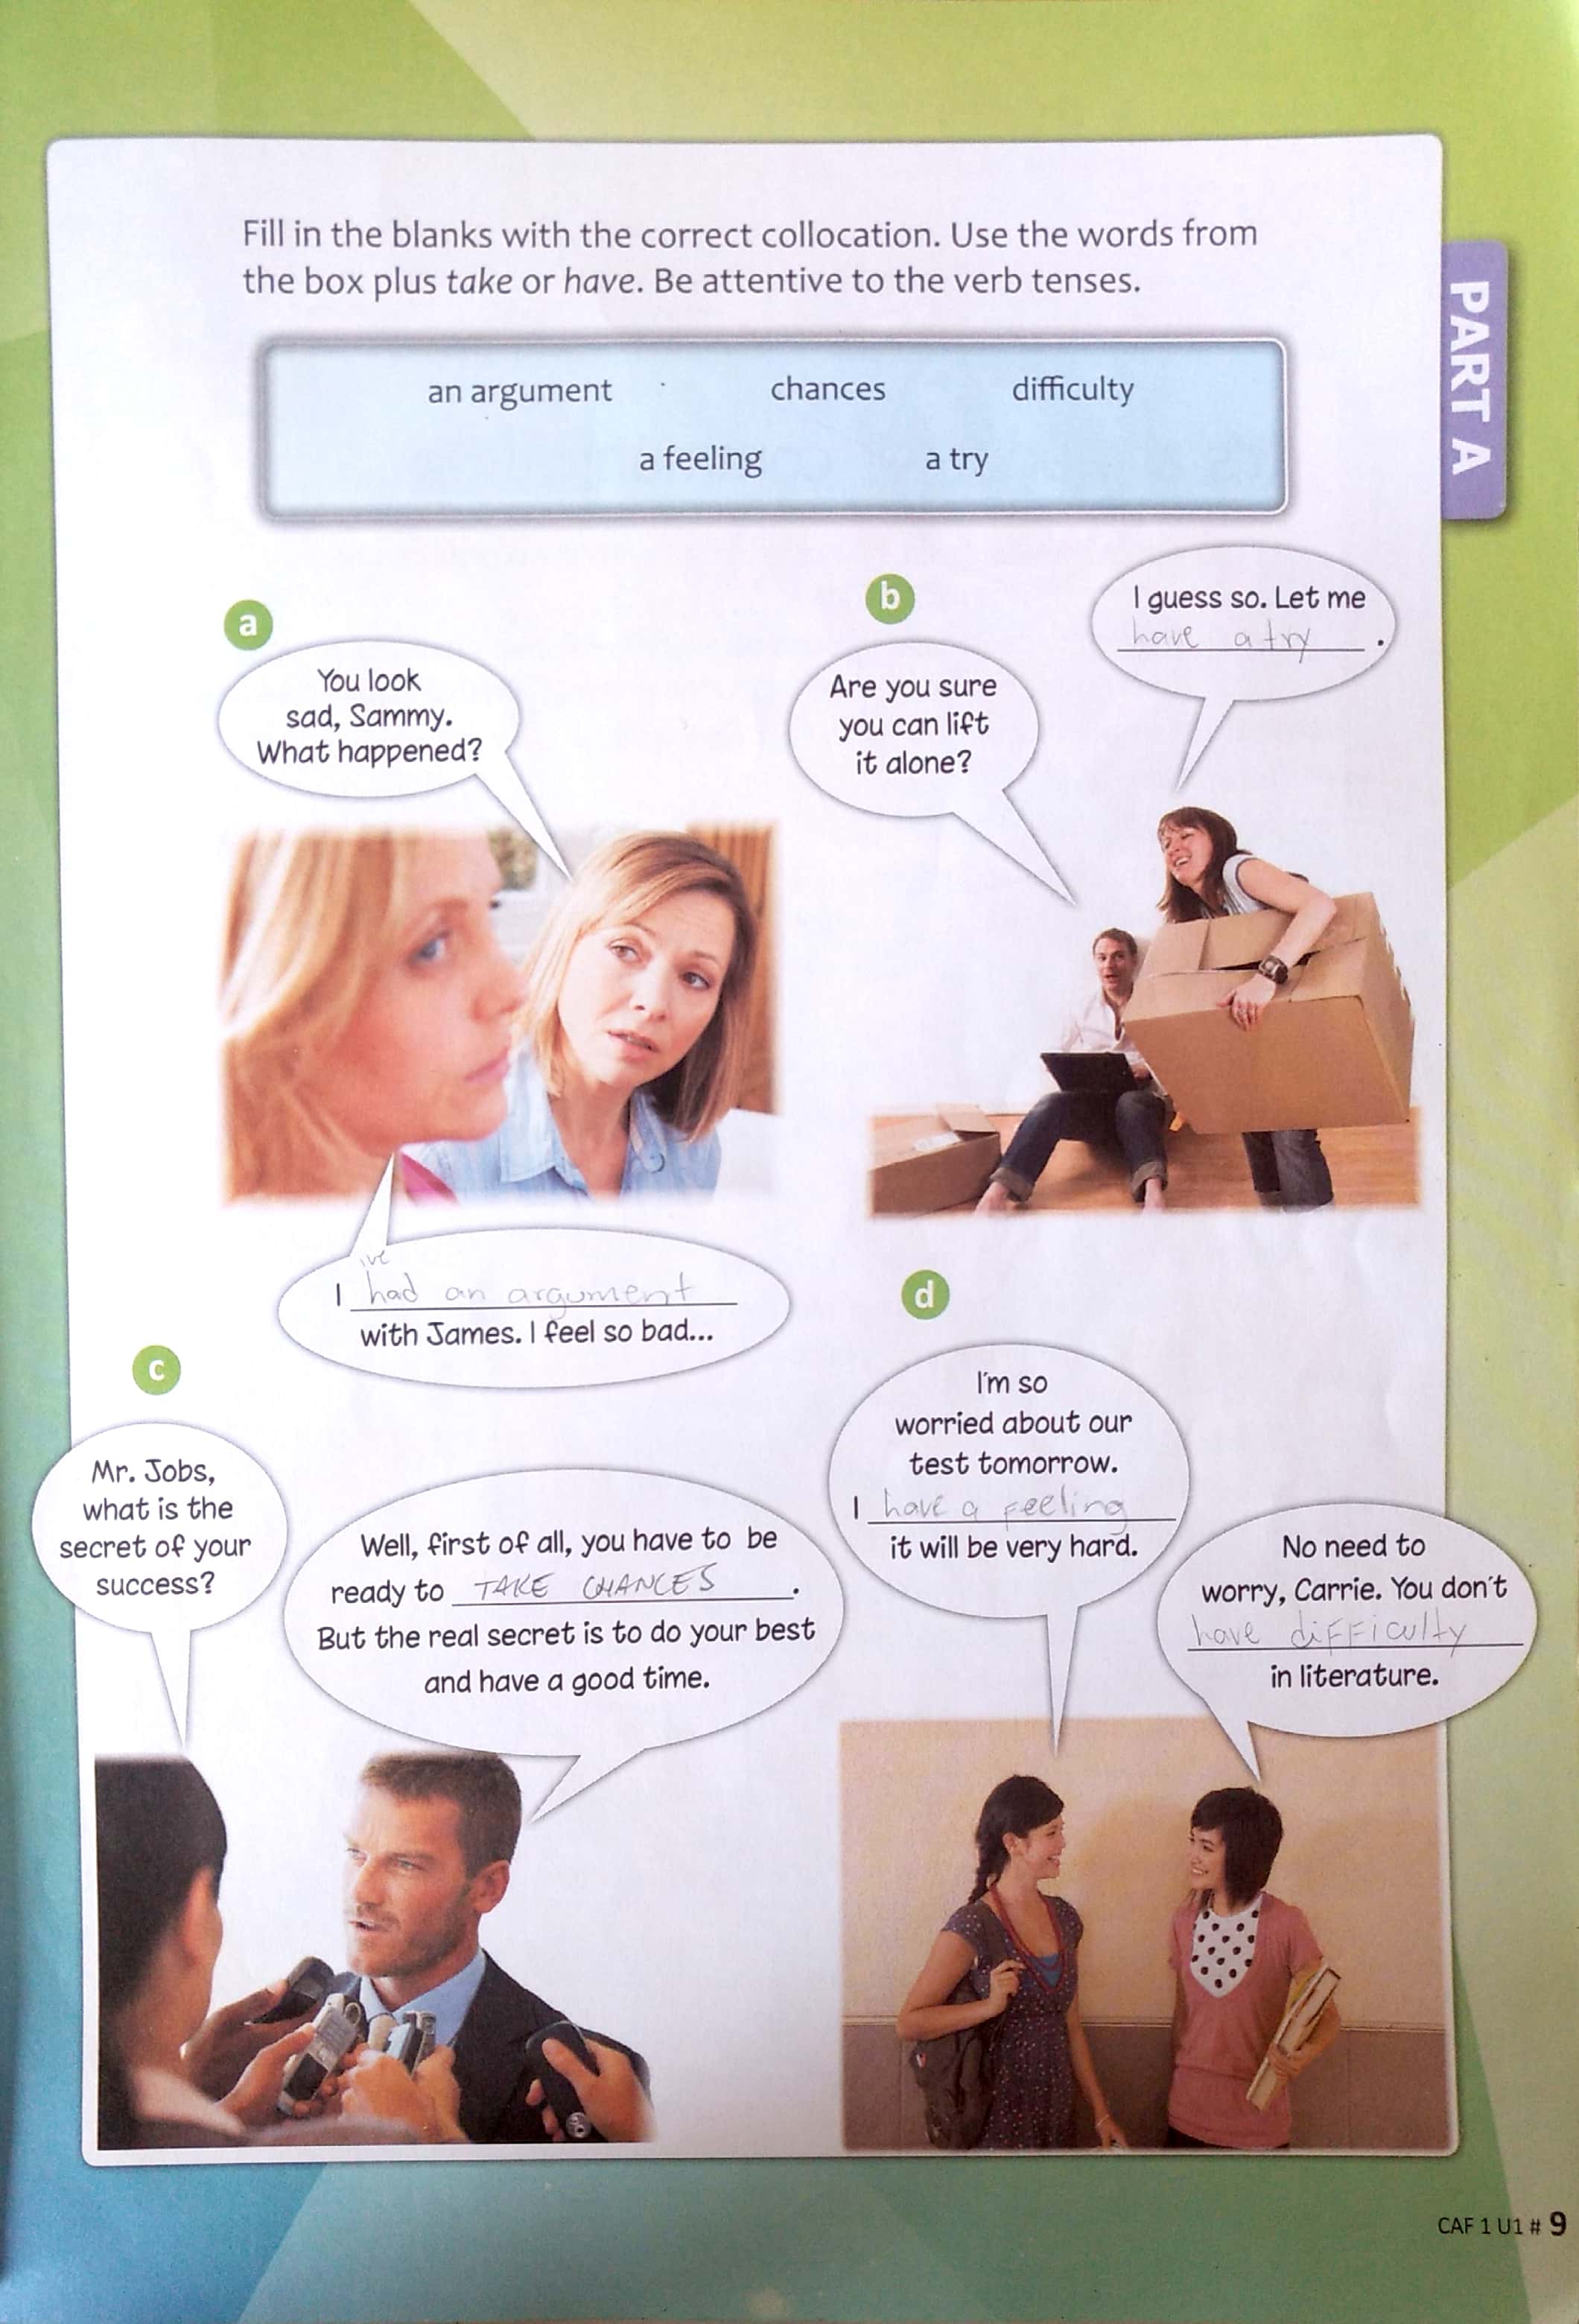 Fill in the blanks with the correct collocation. Use the words from
the box plus take or have. Be attentive to the verb tenses.
PART A
an argument chances difficulty
a feeling a try
a
You look
sad, Sammy.
What happened?
've
I had an argument
with James. I feel so bad...
b
Are you sure
you can lift
it alone?
I guess so. Let me
have a try.
c
Mr. Jobs,
what is the
secret of your
success?
Well, first of all, you have to be
ready to TAKE CHANCES.
But the real secret is to do your best
and have a good time.
d
I'm so
worried about our
test tomorrow.
I have a feeling
it will be very hard.
No need to
worry, Carrie. You don't
have difficulty
in literature.
CAF 1 U1 # 9